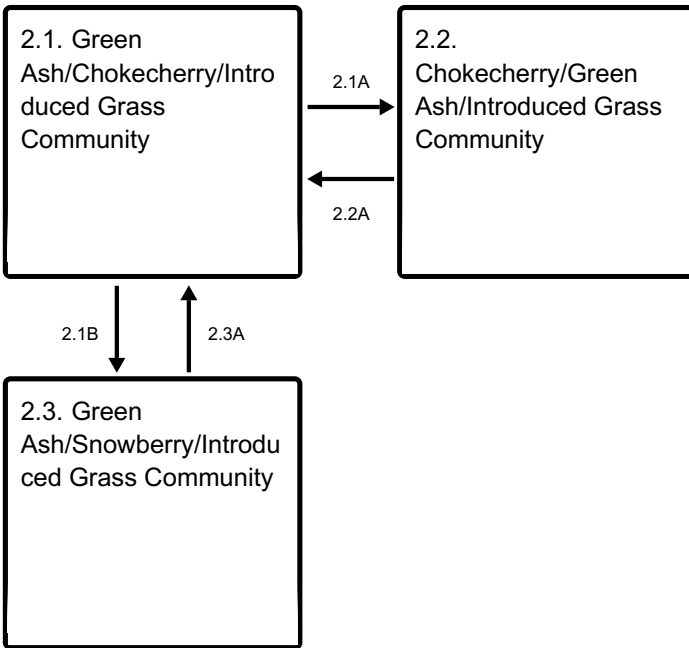 2.1. Green
Ash/Chokecherry/Intro
duced Grass
Community
2.1A
2.2.
Chokecherry/Green
Ash/Introduced Grass
Community
2.2A
2.1B
2.3A
2.3. Green
Ash/Snowberry/Introdu
ced Grass Community